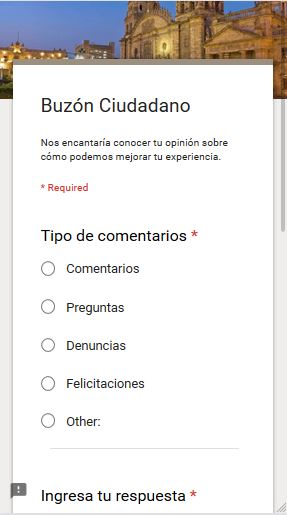 Buzón Ciudadano
Nos encantaría conocer tu opinión sobre
cómo podemos mejorar tu experiencia.
* Required
Tipo de comentarios *
Comentarios
Preguntas
Denuncias
Felicitaciones
Other:
Ingresa tu respuesta *